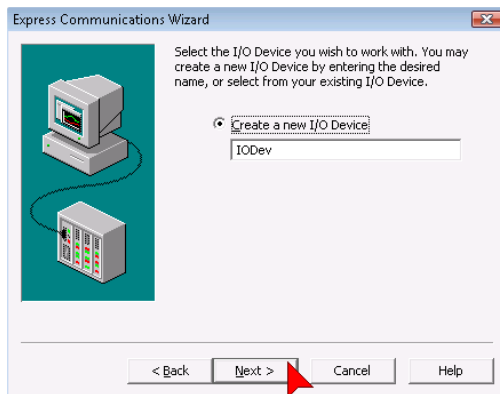 Express Communications Wizard
Select the I/O Device you wish to work with. You may
create a new I/O Device by entering the desired
name, or select from your existing I/O Device.
Create a new I/O Device
IODev
< Back
Next >
Cancel
Help